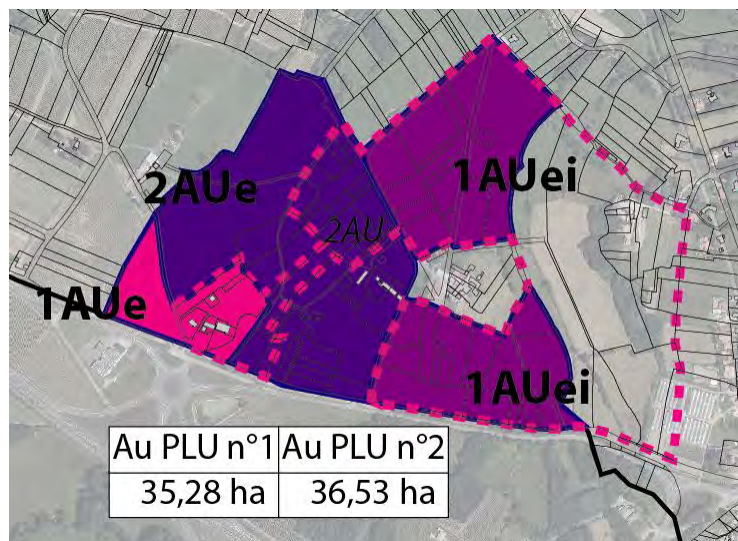 1AUei
2AUe
2AU
1AUe
1AUei
Au PLU n°1 Au PLU n°2
35,28 ha 36,53 ha